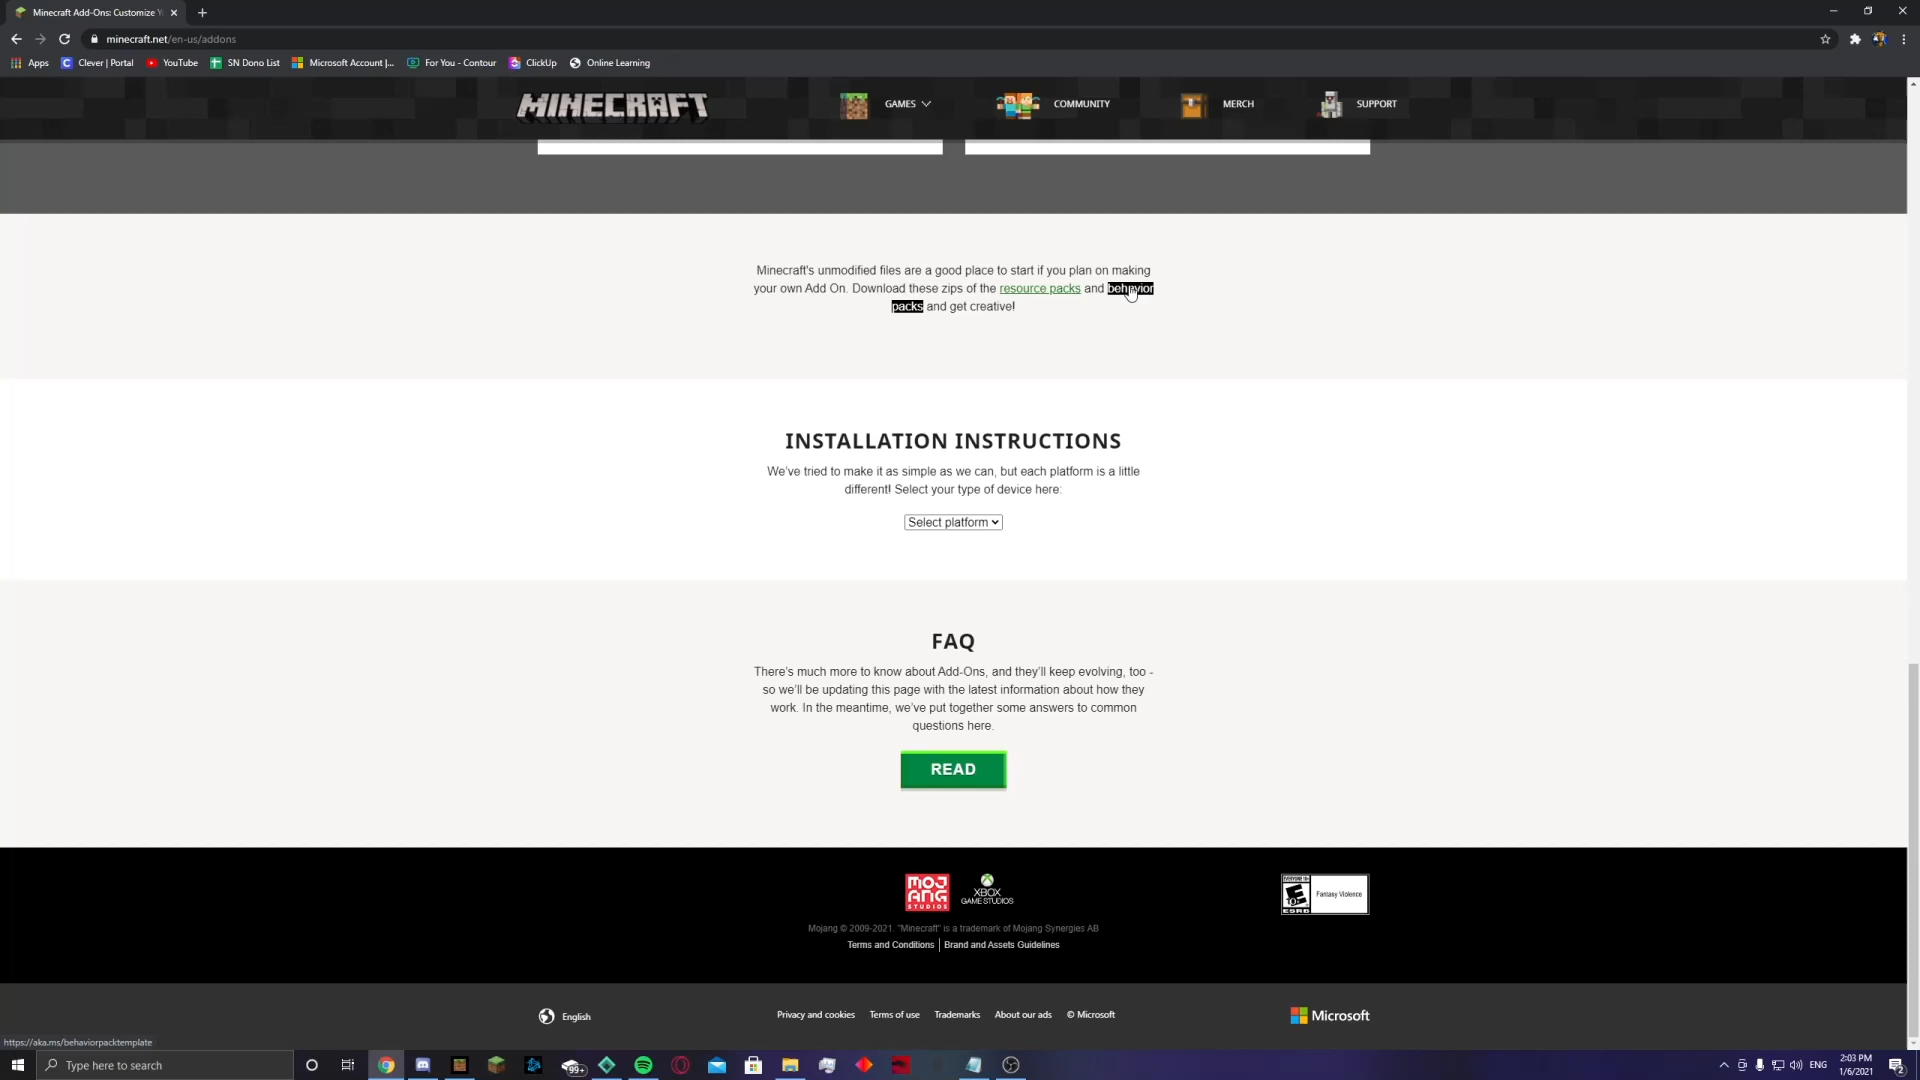 Minecraft Add-Ons: Customize Y
minecraft.net/en-us/addons
Apps
Clever | Portal
YouTube
SN Dono List
Microsoft Account |...
For You - Contour
ClickUp
Online Learning
MINECRAFT
GAMES
COMMUNITY
MERCH
SUPPORT
Minecraft's unmodified files are a good place to start if you plan on making
your own Add On. Download these zips of the resource packs and behavior
packs and get creative!
INSTALLATION INSTRUCTIONS
We've tried to make it as simple as we can, but each platform is a little
different! Select your type of device here:
Select platform
FAQ
There's much more to know about Add-Ons, and they'll keep evolving, too -
so we'll be updating this page with the latest information about how they
work. In the meantime, we've put together some answers to common
questions here.
READ
MOJANG STUDIOS
XBOX
GAME STUDIOS
EVERYONE 10+
E
ESRB
Fantasy Violence
Mojang © 2009-2021. "Minecraft" is a trademark of Mojang Synergies AB
Terms and Conditions | Brand and Assets Guidelines
English
Privacy and cookies
Terms of use
Trademarks
About our ads
© Microsoft
Microsoft
https://aka.ms/behaviorpacktemplate
Type here to search
99+
ENG
2:03 PM
1/6/2021
2